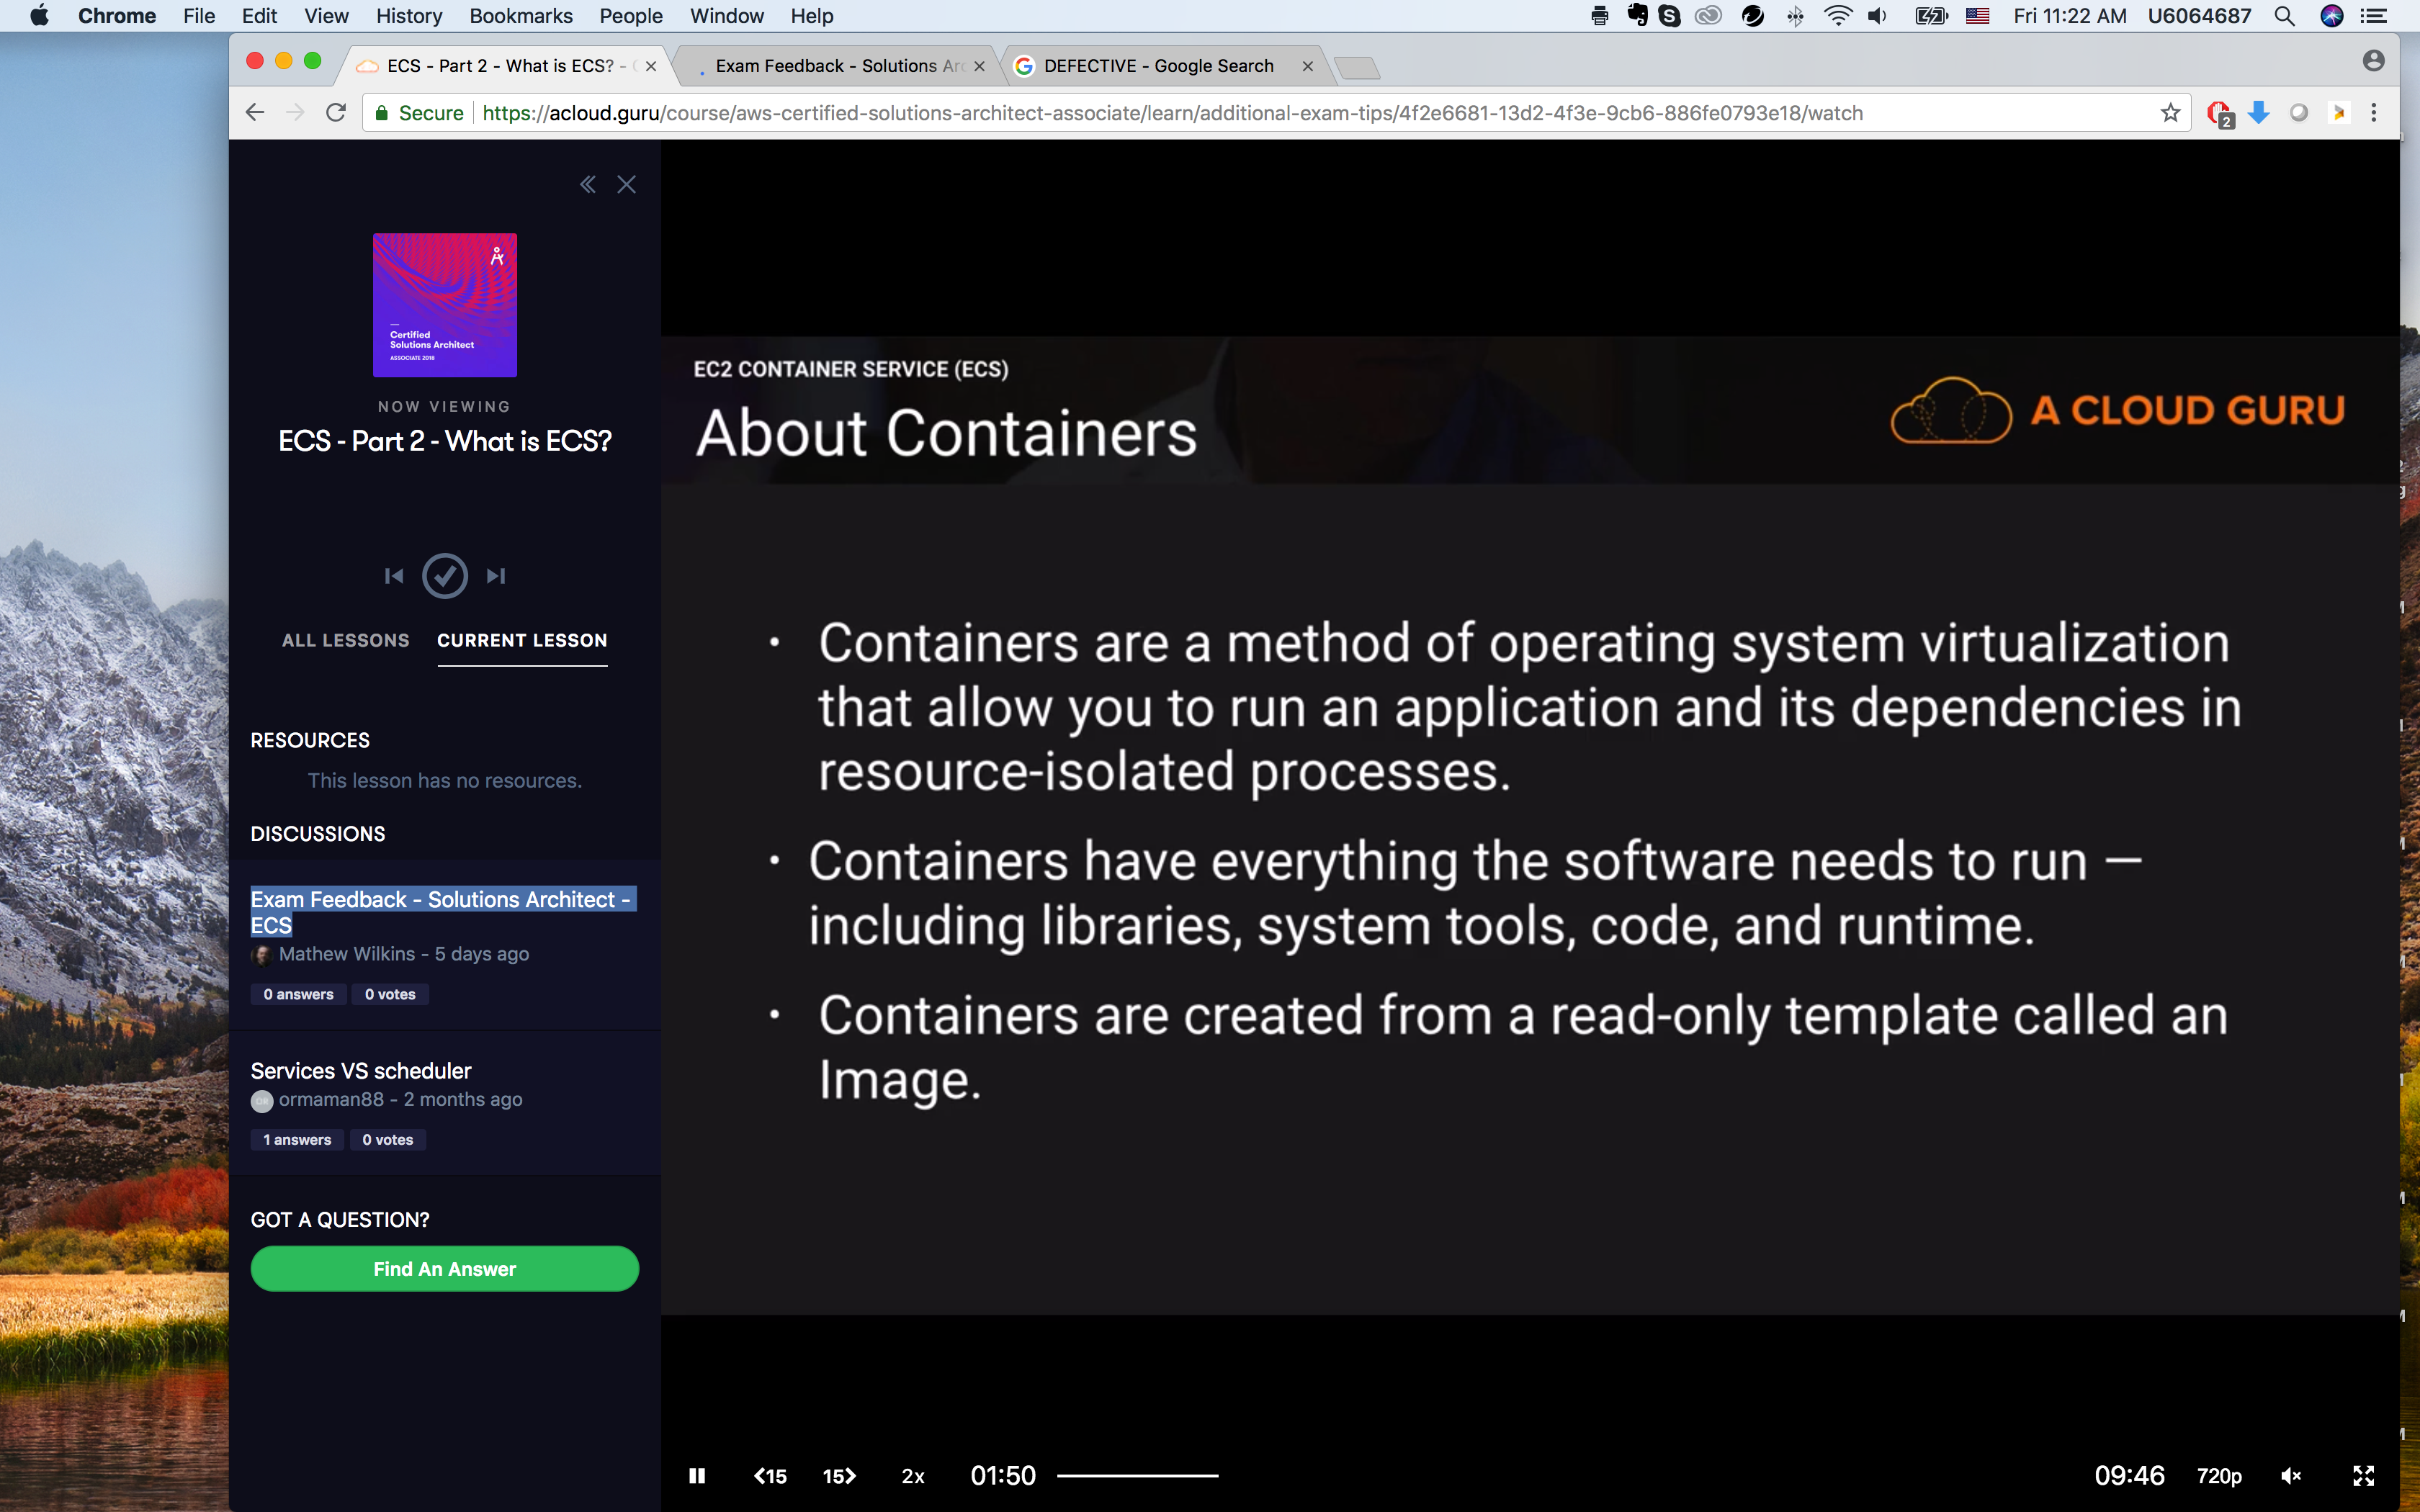 Chrome File Edit View History Bookmarks People Window Help
Fri 11:22 AM U6064687
ECS - Part 2 - What is ECS? -
Exam Feedback - Solutions Arc
DEFECTIVE - Google Search
Secure https://acloud.guru/course/aws-certified-solutions-architect-associate/learn/additional-exam-tips/4f2e6681-13d2-4f3e-9cb6-886fe0793e18/watch
2
Certified
Solutions Architect
ASSOCIATE 2018
NOW VIEWING
ECS - Part 2 - What is ECS?
ALL LESSONS CURRENT LESSON
RESOURCES
This lesson has no resources.
DISCUSSIONS
Exam Feedback - Solutions Architect -
ECS
Mathew Wilkins - 5 days ago
0 answers 0 votes
Services VS scheduler
ormaman88 - 2 months ago
1 answers 0 votes
GOT A QUESTION?
Find An Answer
EC2 CONTAINER SERVICE (ECS)
About Containers
A CLOUD GURU
• Containers are a method of operating system virtualization
that allow you to run an application and its dependencies in
resource-isolated processes.
• Containers have everything the software needs to run —
including libraries, system tools, code, and runtime.
• Containers are created from a read-only template called an
Image.
<15 15> 2x 01:50
09:46 720p